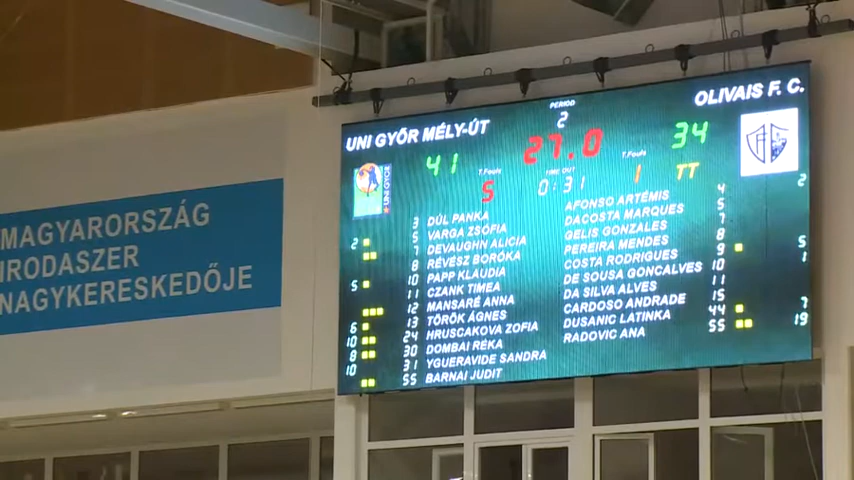 UNI GYŐR MÉLY-ÚT
PERIOD
2
OLIVAIS F. C.
41
27.0
34
T.Fouls
5
TIME OUT
0:31
T.Fouls
1
TT
UNI GYŐR
3 DÚL PANKA
5 VARGA ZSÓFIA
2 7 DEVAUGHN ALICIA
8 RÉVÉSZ BORÓKA
10 PAPP KLAUDIA
5 11 CZANK TIMEA
12 MANSARÉ ANNA
13 TÖRÖK ÁGNES
6 24 HRUSCAKOVA ZOFIA
10 30 DOMBAI RÉKA
8 31 YGUERAVIDE SANDRA
10 55 BARNAI JUDIT
AFONSO ARTÉMIS 4 2
DACOSTA MARQUES 5
GELIS GONZALES 7
PEREIRA MENDES 8
COSTA RODRIGUES 9 5
DE SOUSA GONCALVES 10 1
DA SILVA ALVES 11
CARDOSO ANDRADE 15
DUSANIC LATINKA 44 7
RADOVIC ANA 55 19
MAGYARORSZÁG
IRODASZER
NAGYKERESKEDŐJE